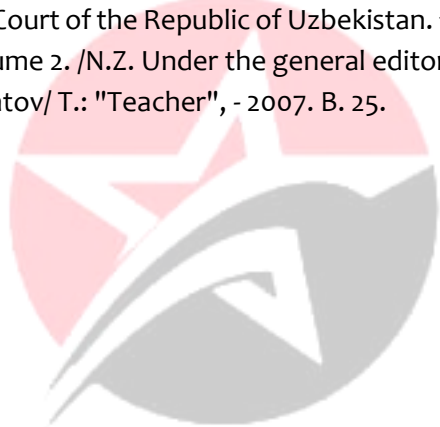 Court of the Republic of Uzbekistan.
ume 2. /N.Z. Under the general editor
tov/ T.: "Teacher", - 2007. B. 25.